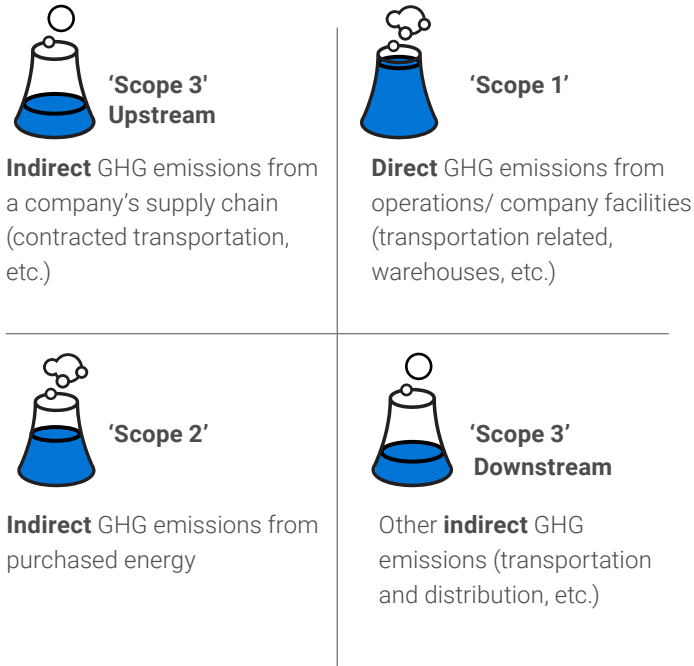 ‘Scope 3'
Upstream
Indirect GHG emissions from
a company’s supply chain
(contracted transportation,
etc.)
‘Scope 1’
Direct GHG emissions from
operations/ company facilities
(transportation related,
warehouses, etc.)
‘Scope 2’
Indirect GHG emissions from
purchased energy
‘Scope 3’
Downstream
Other indirect GHG
emissions (transportation
and distribution, etc.)